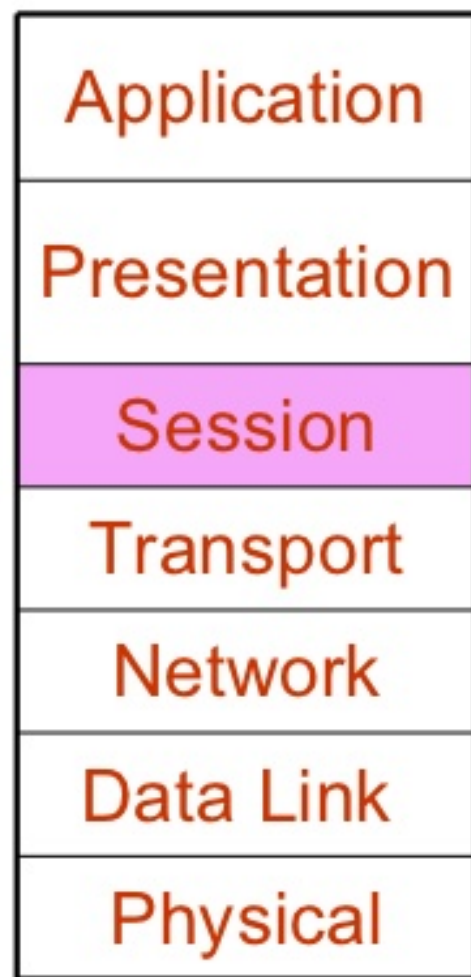 Application
Presentation
Session
Transport
Network
Data Link
Physical